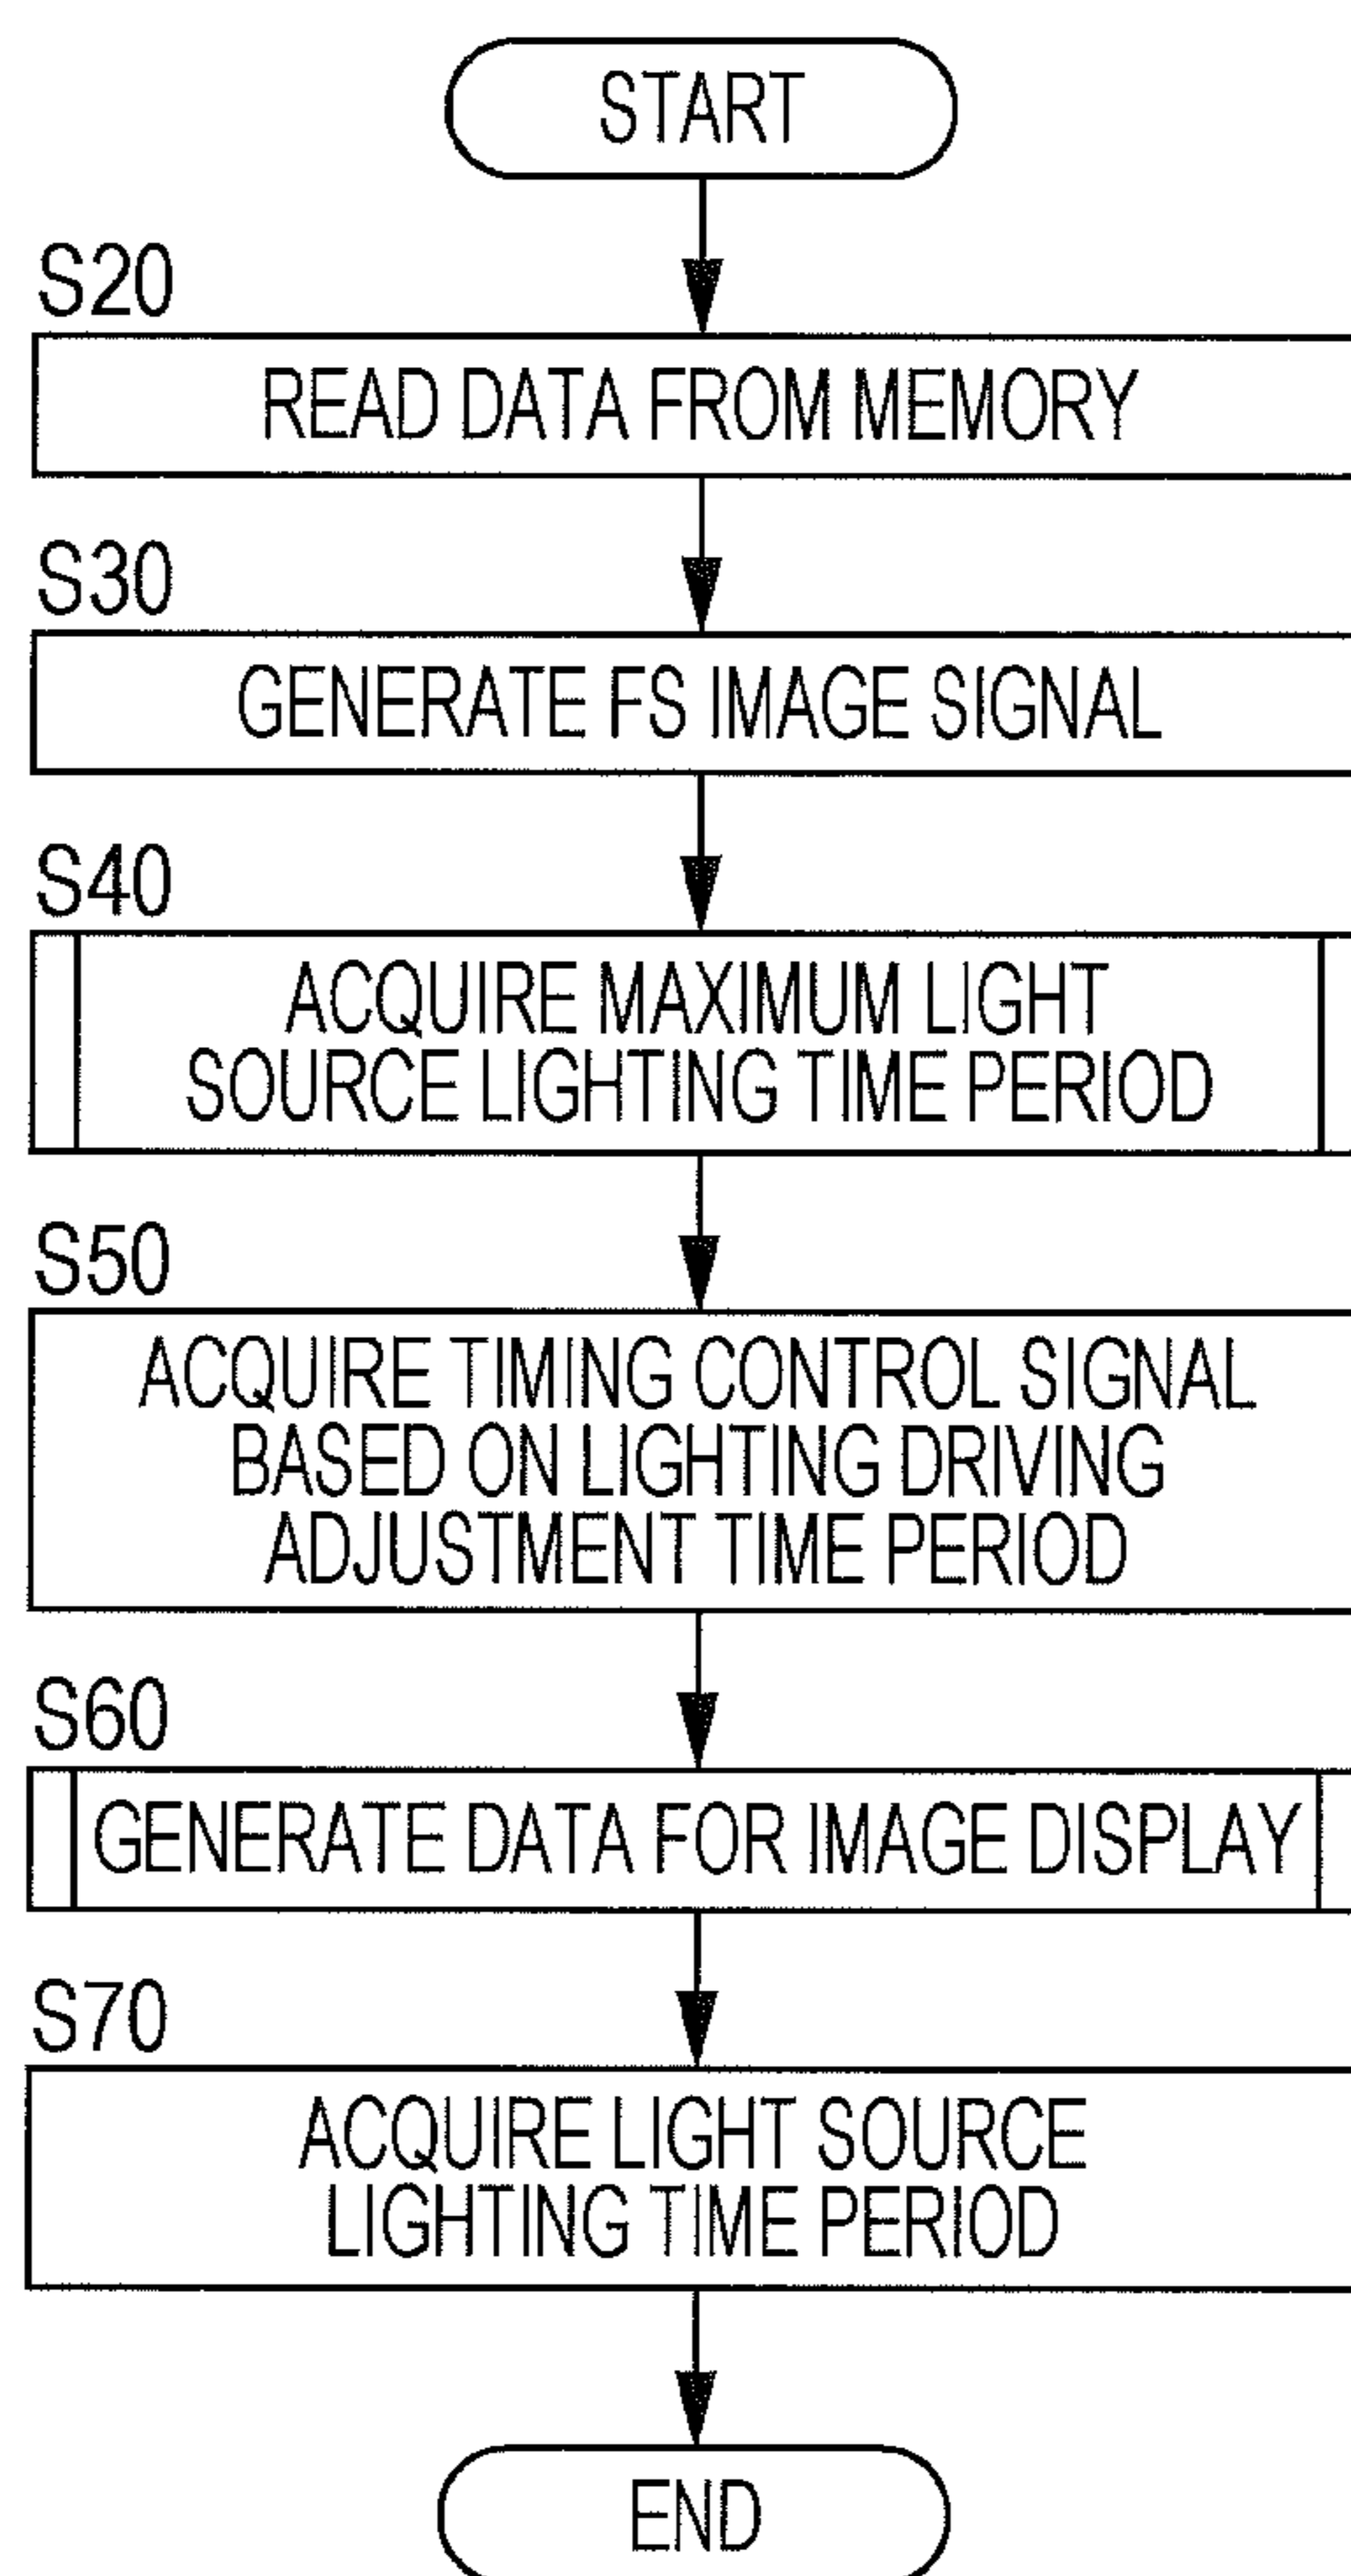 START
S20
READ DATA FROM MEMORY
S30
GENERATE FS IMAGE SIGNAL
S40
ACQUIRE MAXIMUM LIGHT
SOURCE LIGHTING TIME PERIOD
S50
ACQUIRE TIMING CONTROL SIGNAL
BASED ON LIGHTING DRIVING
ADJUSTMENT TIME PERIOD
S60
GENERATE DATA FOR IMAGE DISPLAY
S70
ACQUIRE LIGHT SOURCE
LIGHTING TIME PERIOD
END